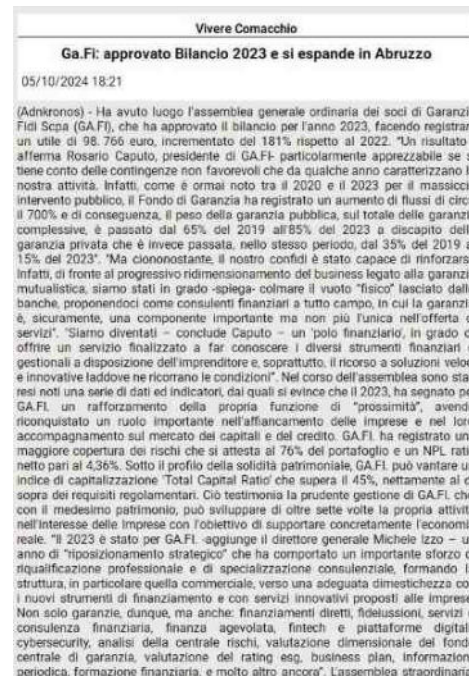 Vivere Comacchio
Ga.Fi: approvato Bilancio 2023 e si espande in Abruzzo
05/10/2024 18:21
(Adnkronos) - Ha avuto luogo l'assemblea generale ordinaria dei soci di Garanzi
Fidi Scpa (GA.FI), che ha approvato il bilancio per l'anno 2023, facendo registrar
un utile di 98. 766 euro, incrementato del 181% rispetto al 2022. "Un risultato
afferma Rosario Caputo, presidente di GA.FI- particolarmente apprezzabile se s
tiene conto delle contingenze non favorevoli che da qualche anno caratterizzano l
nostra attività. Infatti, come è ormai noto tra il 2020 e il 2023 per il massicci
intervento pubblico, il Fondo di Garanzia ha registrato un aumento di flussi di circ
il 700% e di conseguenza, il peso della garanzia pubblica, sul totale delle garanzi
complessive, è passato dal 65% del 2019 all'85% del 2023 a discapito dell
garanzia privata che è invece passata, nello stesso periodo, dal 35% del 2019 a
15% del 2023". "Ma ciononostante, il nostro confidi è stato capace di rinforzars
Infatti, di fronte al progressivo ridimensionamento del business legato alla garanzi
mutualistica, siamo stati in grado -spiega- colmare il vuoto "fisico" lasciato dall
banche, proponendoci come consulenti finanziari a tutto campo, in cui la garanzi
è, sicuramente, una componente importante ma non più l'unica nell'offerta d
servizi". "Siamo diventati – conclude Caputo – un 'polo finanziario', in grado d
offrire un servizio finalizzato a far conoscere i diversi strumenti finanziari e
gestionali a disposizione dell'imprenditore e, soprattutto, il ricorso a soluzioni veloc
e innovative laddove ne ricorrano le condizioni". Nel corso dell'assemblea sono stat
resi noti una serie di dati ed indicatori, dai quali si evince che il 2023, ha segnato pe
GA.FI. un rafforzamento della propria funzione di "prossimità", avend
riconquistato un ruolo importante nell'affiancamento delle imprese e nel lor
accompagnamento sul mercato dei capitali e del credito. GA.FI. ha registrato un
maggiore copertura dei rischi che si attesta al 76% del portafoglio e un NPL rati
netto pari al 4,36%. Sotto il profilo della solidità patrimoniale, GA.FI. può vantare u
indice di capitalizzazione 'Total Capital Ratio' che supera il 45%, nettamente al d
sopra dei requisiti regolamentari. Ciò testimonia la prudente gestione di GA.FI. che
con il medesimo patrimonio, può sviluppare di oltre sette volte la propria attivit
nell'interesse delle imprese con l'obiettivo di supportare concretamente l'economi
reale. "Il 2023 è stato per GA.FI. -aggiunge il direttore generale Michele Izzo – u
anno di "riposizionamento strategico" che ha comportato un importante sforzo d
riqualificazione professionale e di specializzazione consulenziale, formando l
struttura, in particolare quella commerciale, verso una adeguata dimestichezza co
i nuovi strumenti di finanziamento e con servizi innovativi proposti alle imprese
Non solo garanzie, dunque, ma anche: finanziamenti diretti, fideiussioni, servizi d
consulenza finanziaria, finanza agevolata, fintech e piattaforme digital
cybersecurity, analisi della centrale rischi, valutazione dimensionale del fond
centrale di garanzia, valutazione del rating esg, business plan, informazion
periodica, formazione finanziaria, e molto altro ancora". L'assemblea straordinaria